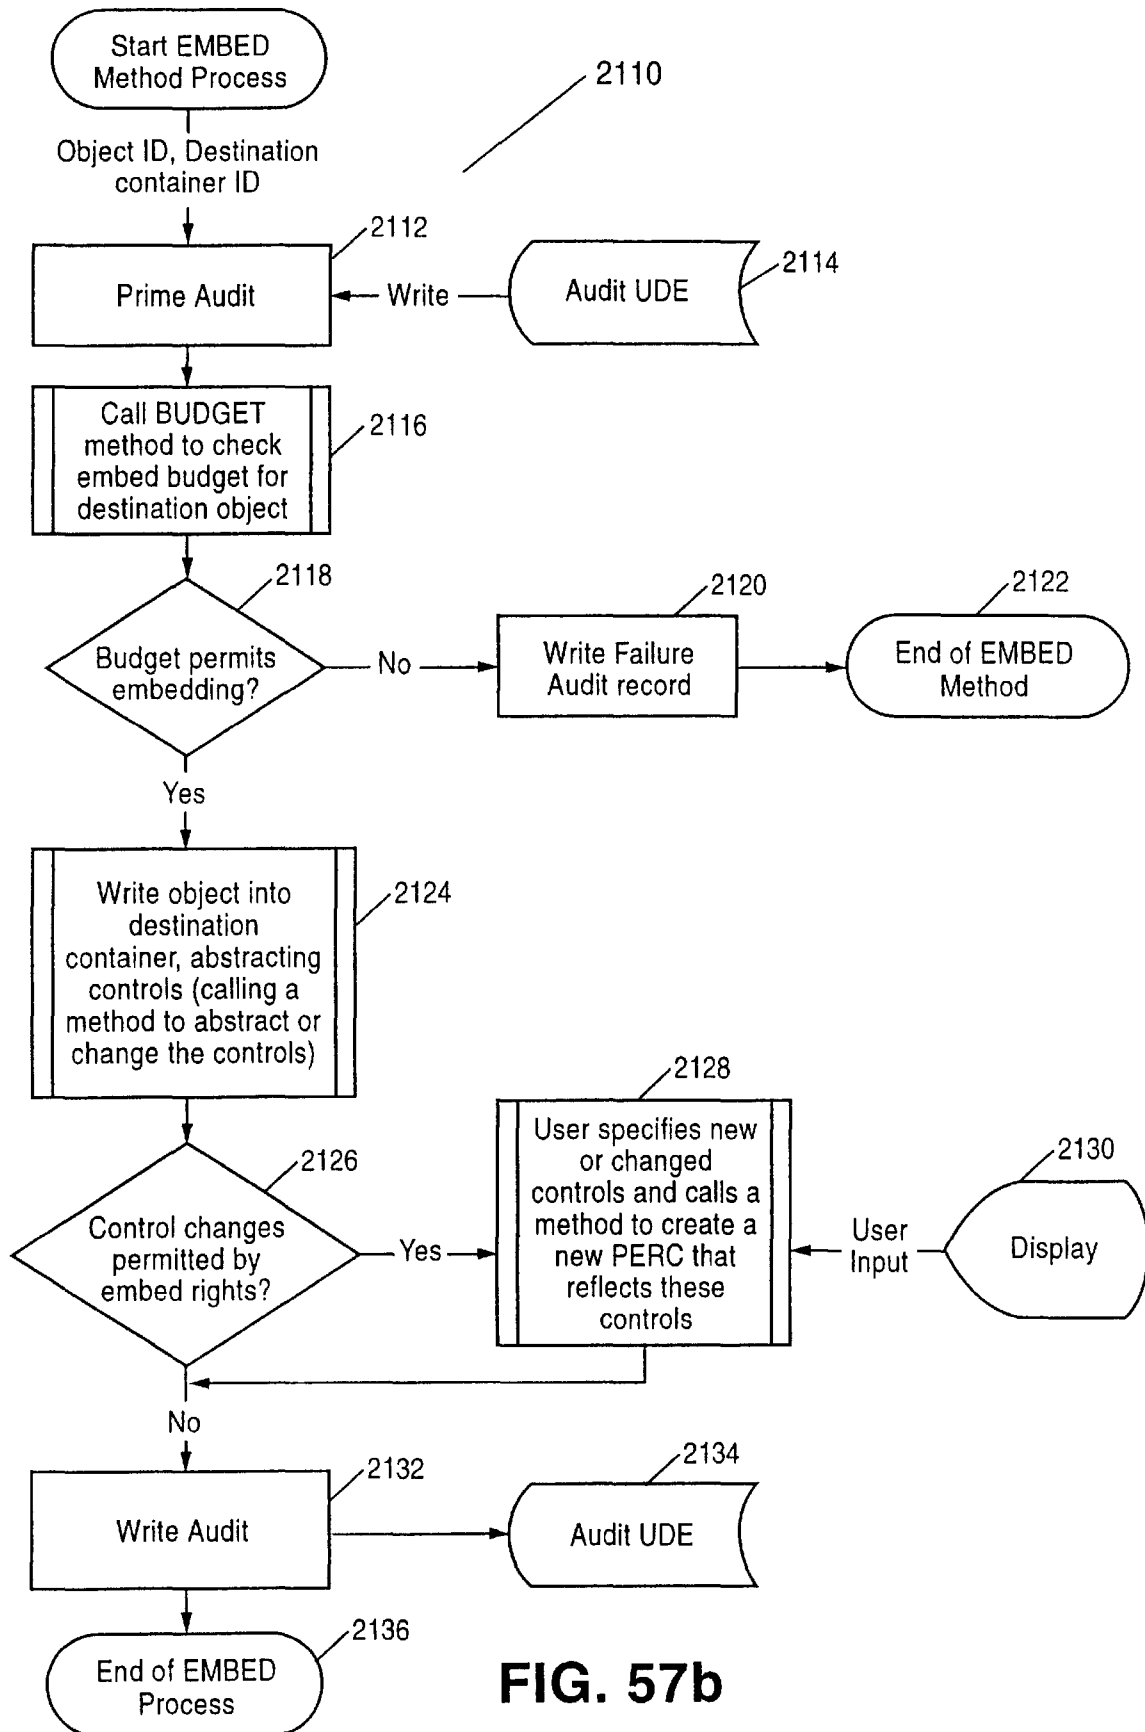 Start EMBED
Method Process
2110
Object ID, Destination
container ID
2112
Prime Audit
Write
Audit UDE
2114
Call BUDGET
method to check
embed budget for
destination object
2116
2118
Budget permits
embedding?
No
2120
Write Failure
Audit record
2122
End of EMBED
Method
Yes
Write object into
destination
container, abstracting
controls (calling a
method to abstract or
change the controls)
2124
2126
Control changes
permitted by
embed rights?
Yes
2128
User specifies new
or changed
controls and calls a
method to create a
new PERC that
reflects these
controls
User
Input
2130
Display
No
2132
Write Audit
2134
Audit UDE
2136
End of EMBED
Process
FIG. 57b